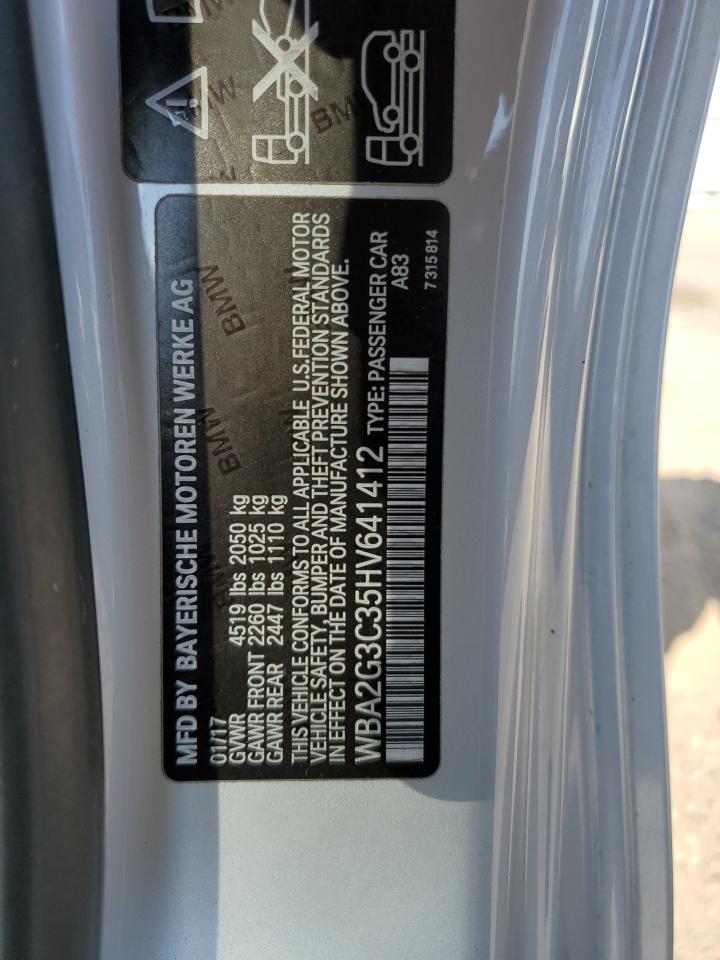 MFD BY BAYERISCHE MOTOREN WERKE AG
01/17
GVWR 4519 lbs 2050 kg
GAWR FRONT 2260 lbs 1025 kg
GAWR REAR 2447 lbs 1110 kg
THIS VEHICLE CONFORMS TO ALL APPLICABLE U.S.FEDERAL MOTOR
VEHICLE SAFETY, BUMPER AND THEFT PREVENTION STANDARDS
IN EFFECT ON THE DATE OF MANUFACTURE SHOWN ABOVE.
WBA2G3C35HV641412 TYPE: PASSENGER CAR
A83
7315814
BMW
BMW
BMW
BMW